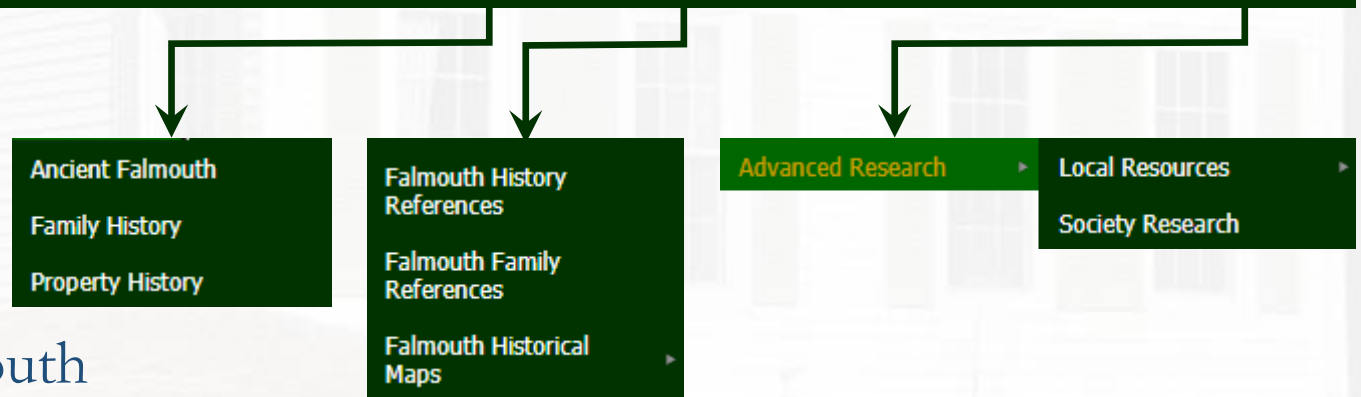 Ancient Falmouth
Family History
Property History
Falmouth History
References
Falmouth Family
References
Falmouth Historical
Maps
Advanced Research
Local Resources
Society Research
outh